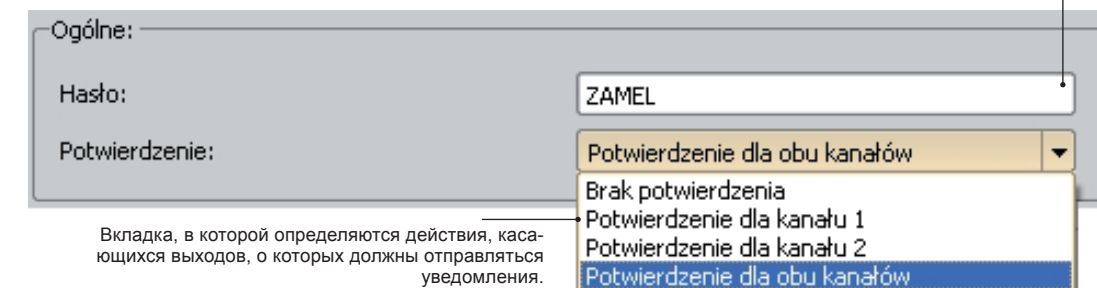 Ogólne:
Hasło:
ZAMEL
Potwierdzenie:
Potwierdzenie dla obu kanałów
Brak potwierdzenia
Potwierdzenie dla kanału 1
Potwierdzenie dla kanału 2
Potwierdzenie dla obu kanałów
Вкладка, в которой определяются действия, каса-
ющихся выходов, о которых должны отправляться
уведомления.